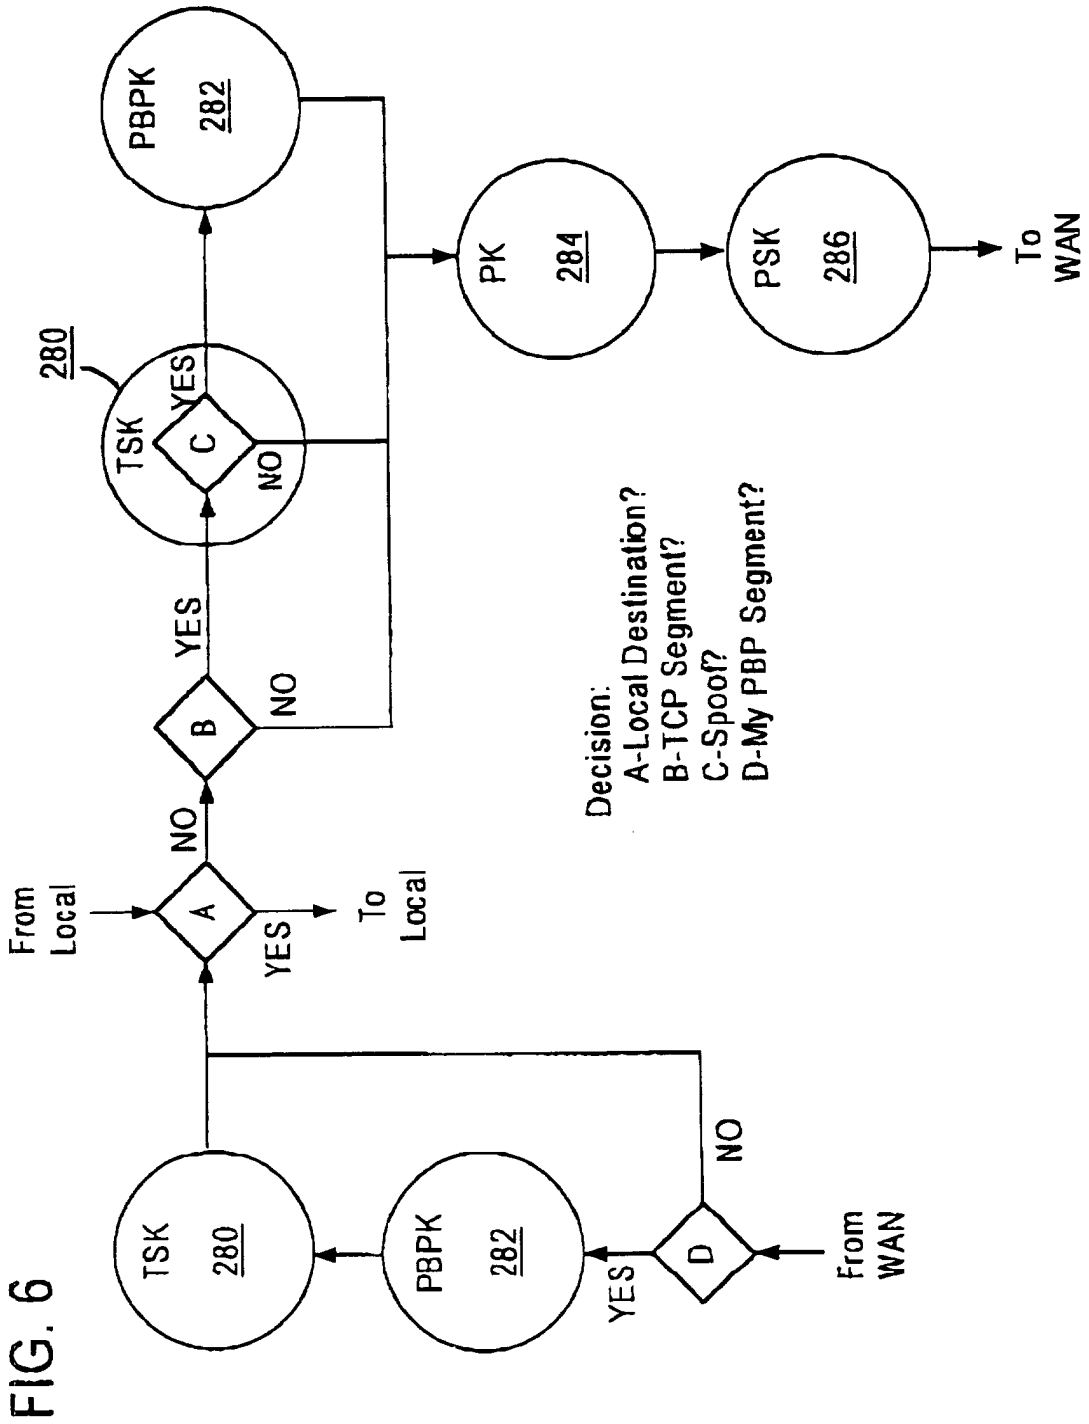 FIG. 6
TSK
280
PBPK
282
YES
D
NO
From
WAN
From
Local
A
NO
YES
To
Local
B
YES
NO
280
TSK
C
YES
NO
PBPK
282
PK
284
PSK
286
To
WAN
Decision:
A-Local Destination?
B-TCP Segment?
C-Spoof?
D-My PBP Segment?